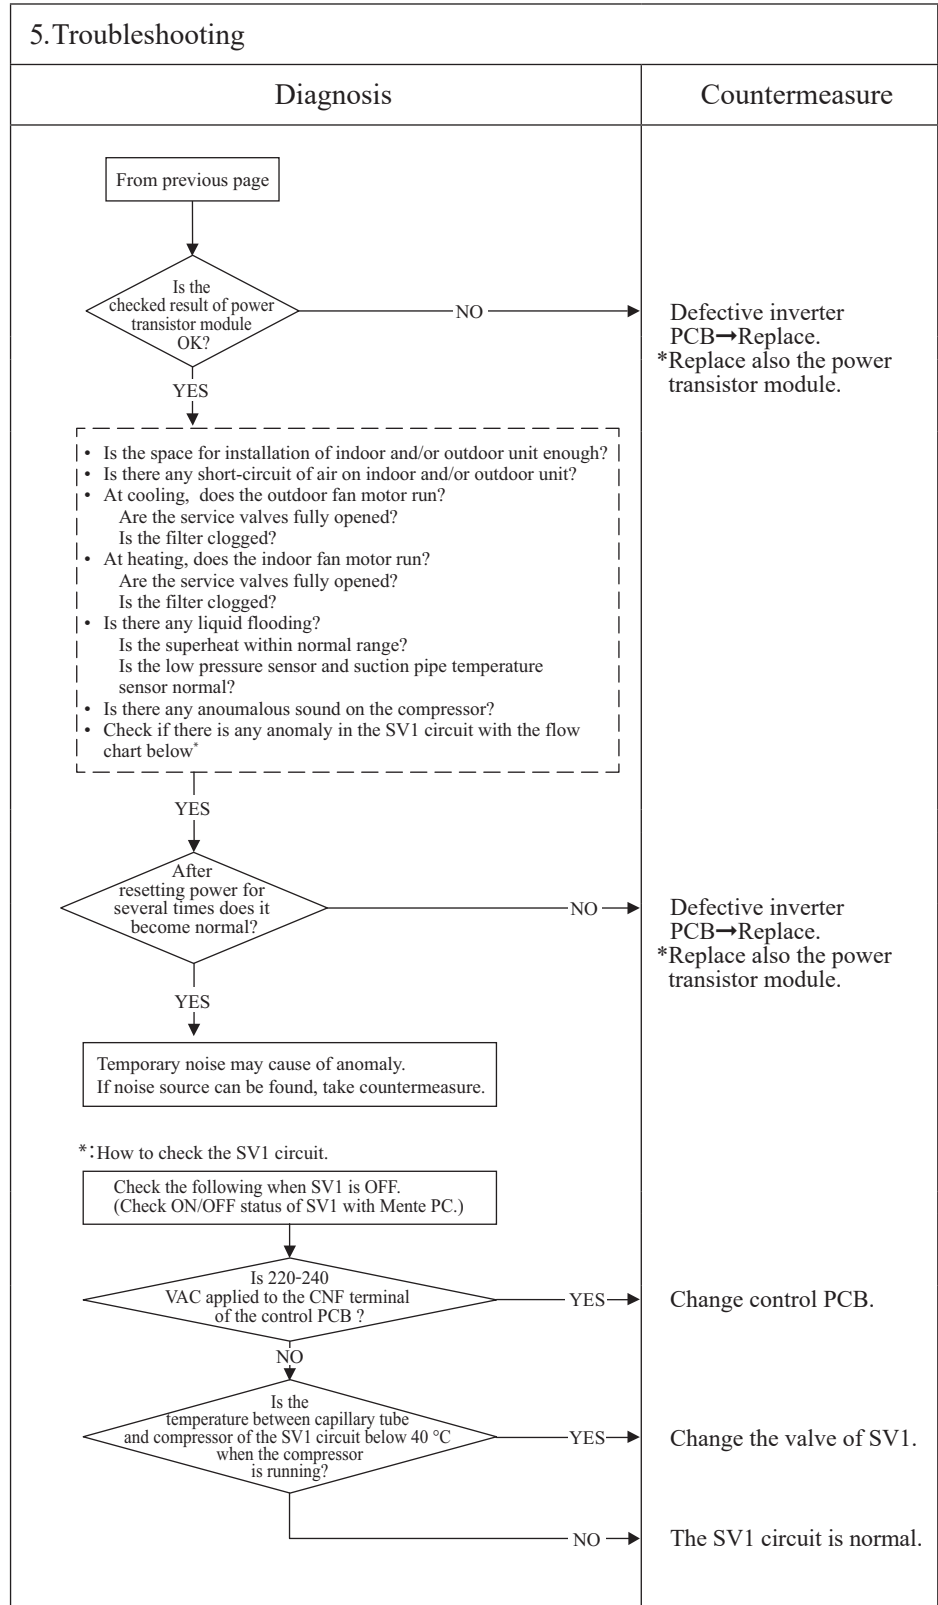 5.Troubleshooting
Diagnosis
Countermeasure
From previous page
Is the
checked result of power
transistor module
OK?
NO
Defective inverter
PCB→Replace.
*Replace also the power
transistor module.
YES
• Is the space for installation of indoor and/or outdoor unit enough?
• Is there any short-circuit of air on indoor and/or outdoor unit?
• At cooling, does the outdoor fan motor run?
Are the service valves fully opened?
Is the filter clogged?
• At heating, does the indoor fan motor run?
Are the service valves fully opened?
Is the filter clogged?
• Is there any liquid flooding?
Is the superheat within normal range?
Is the low pressure sensor and suction pipe temperature
sensor normal?
• Is there any anoumalous sound on the compressor?
• Check if there is any anomaly in the SV1 circuit with the flow
chart below*
YES
After
resetting power for
several times does it
become normal?
NO
Defective inverter
PCB→Replace.
*Replace also the power
transistor module.
YES
Temporary noise may cause of anomaly.
If noise source can be found, take countermeasure.
*:How to check the SV1 circuit.
Check the following when SV1 is OFF.
(Check ON/OFF status of SV1 with Mente PC.)
Is 220-240
VAC applied to the CNF terminal
of the control PCB ?
YES
Change control PCB.
NO
Is the
temperature between capillary tube
and compressor of the SV1 circuit below 40 °C
when the compressor
is running?
YES
Change the valve of SV1.
NO
The SV1 circuit is normal.